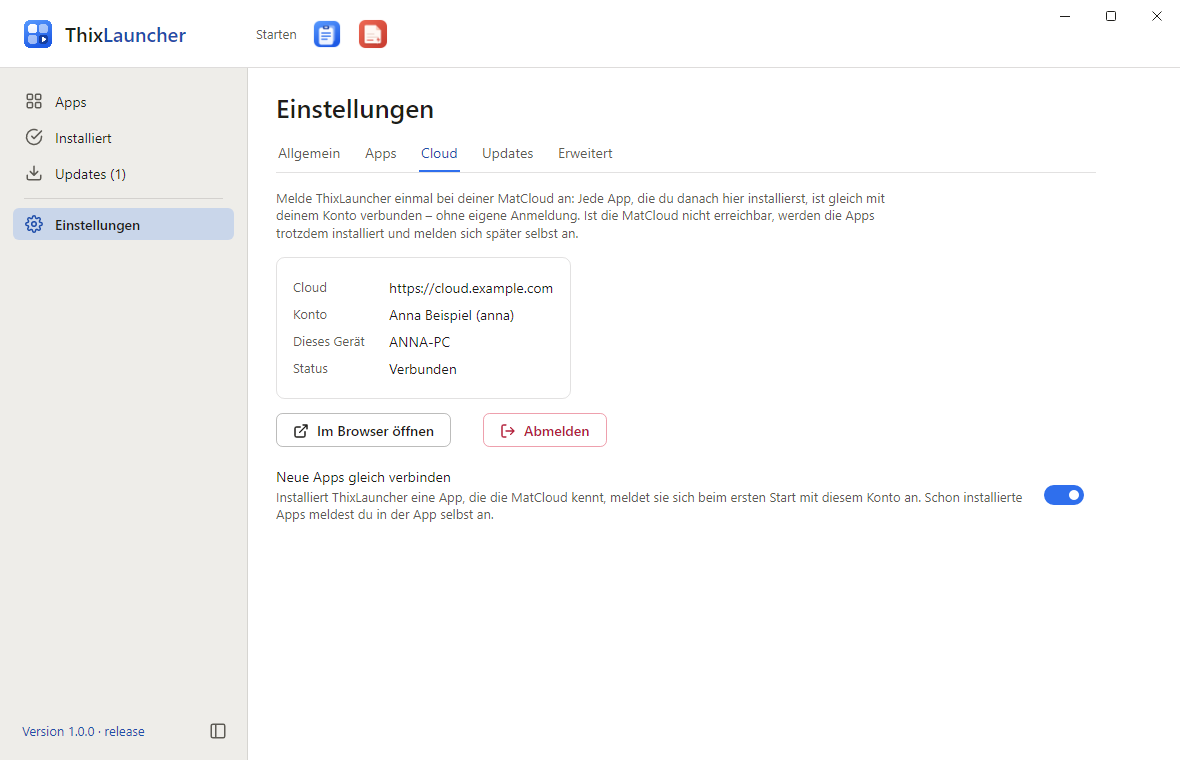 ThixLauncher
Starten
Apps
Installiert
Updates (1)
Einstellungen
Version 1.0.0 · release
Einstellungen
Allgemein Apps Cloud Updates Erweitert
Melde ThixLauncher einmal bei deiner MatCloud an: Jede App, die du danach hier installierst, ist gleich mit
deinem Konto verbunden – ohne eigene Anmeldung. Ist die MatCloud nicht erreichbar, werden die Apps
trotzdem installiert und melden sich später selbst an.
Cloud https://cloud.example.com
Konto Anna Beispiel (anna)
Dieses Gerät ANNA-PC
Status Verbunden
Im Browser öffnen Abmelden
Neue Apps gleich verbinden
Installiert ThixLauncher eine App, die die MatCloud kennt, meldet sie sich beim ersten Start mit diesem Konto an. Schon installierte
Apps meldest du in der App selbst an.